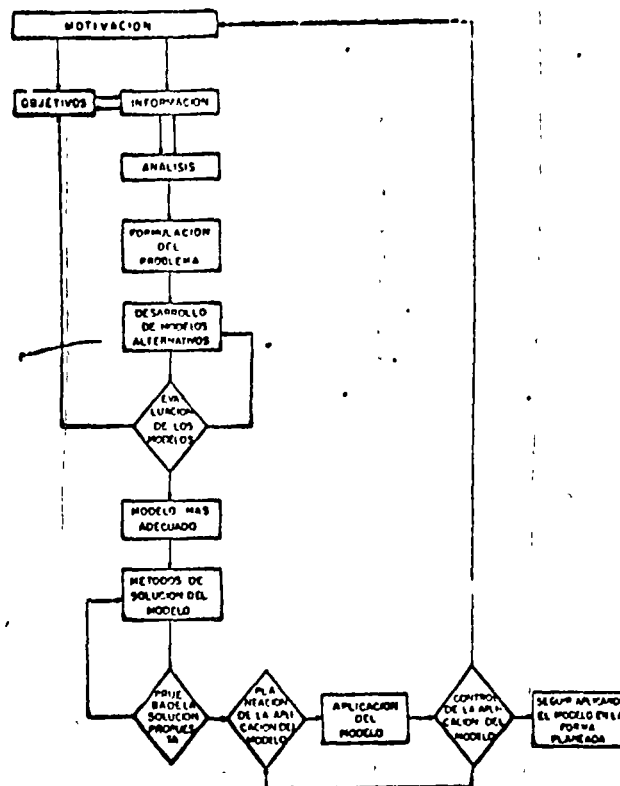 MOTIVACION
OBJÉTIVOS
INFORMACION
ANALISIS
FORMULACION
DEL
PROBLEMA
DESARROLLO
DE MODELOS
ALTERNATIVOS
EVA
LUACION
DE LOS
MODELOS
MODELO MAS
ADECUADO
METODOS DE
SOLUCION DEL
MODELO
PRUE
BA DE LA
SOLUCION
PROPUES
TA
PLA
NEACION
DE LA APLI
CACION DEL
MODELO
APLICACION
DEL
MODELO
CONTROL
DE LA APLI
CACION DEL
MODELO
SEGUIR APLICANDO
EL MODELO EN LA
FORMA
PLANEADA